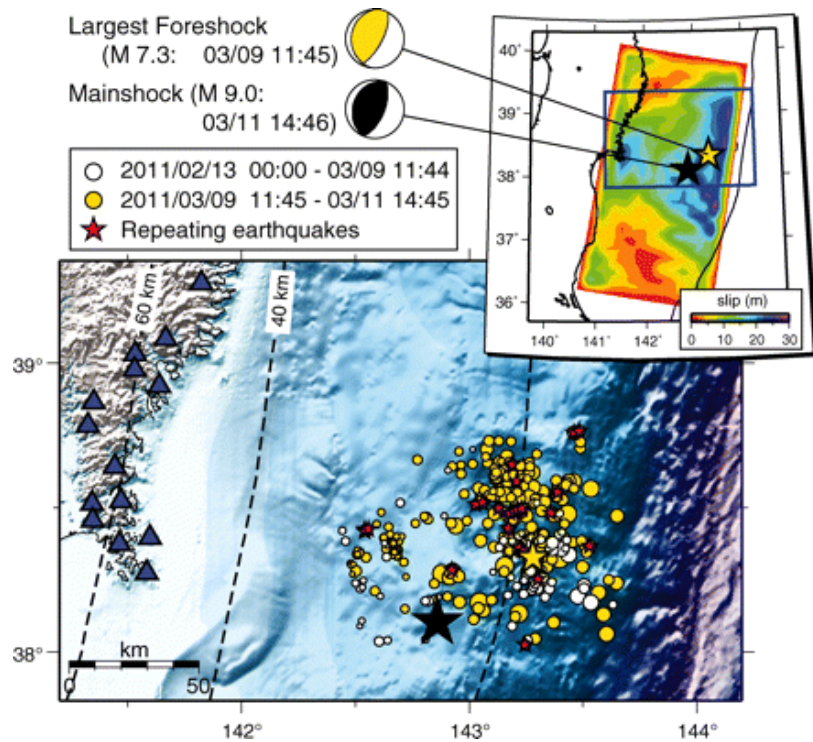 Largest Foreshock
(M 7.3: 03/09 11:45)
Mainshock (M 9.0:
03/11 14:46)
2011/02/13 00:00 - 03/09 11:44
2011/03/09 11:45 - 03/11 14:45
Repeating earthquakes
40˚
39˚
38˚
37˚
36˚
140˚ 141˚ 142˚
slip (m)
0 10 20 30
60 km
40 km
39°
38°
km
0 50
142°
143°
144°